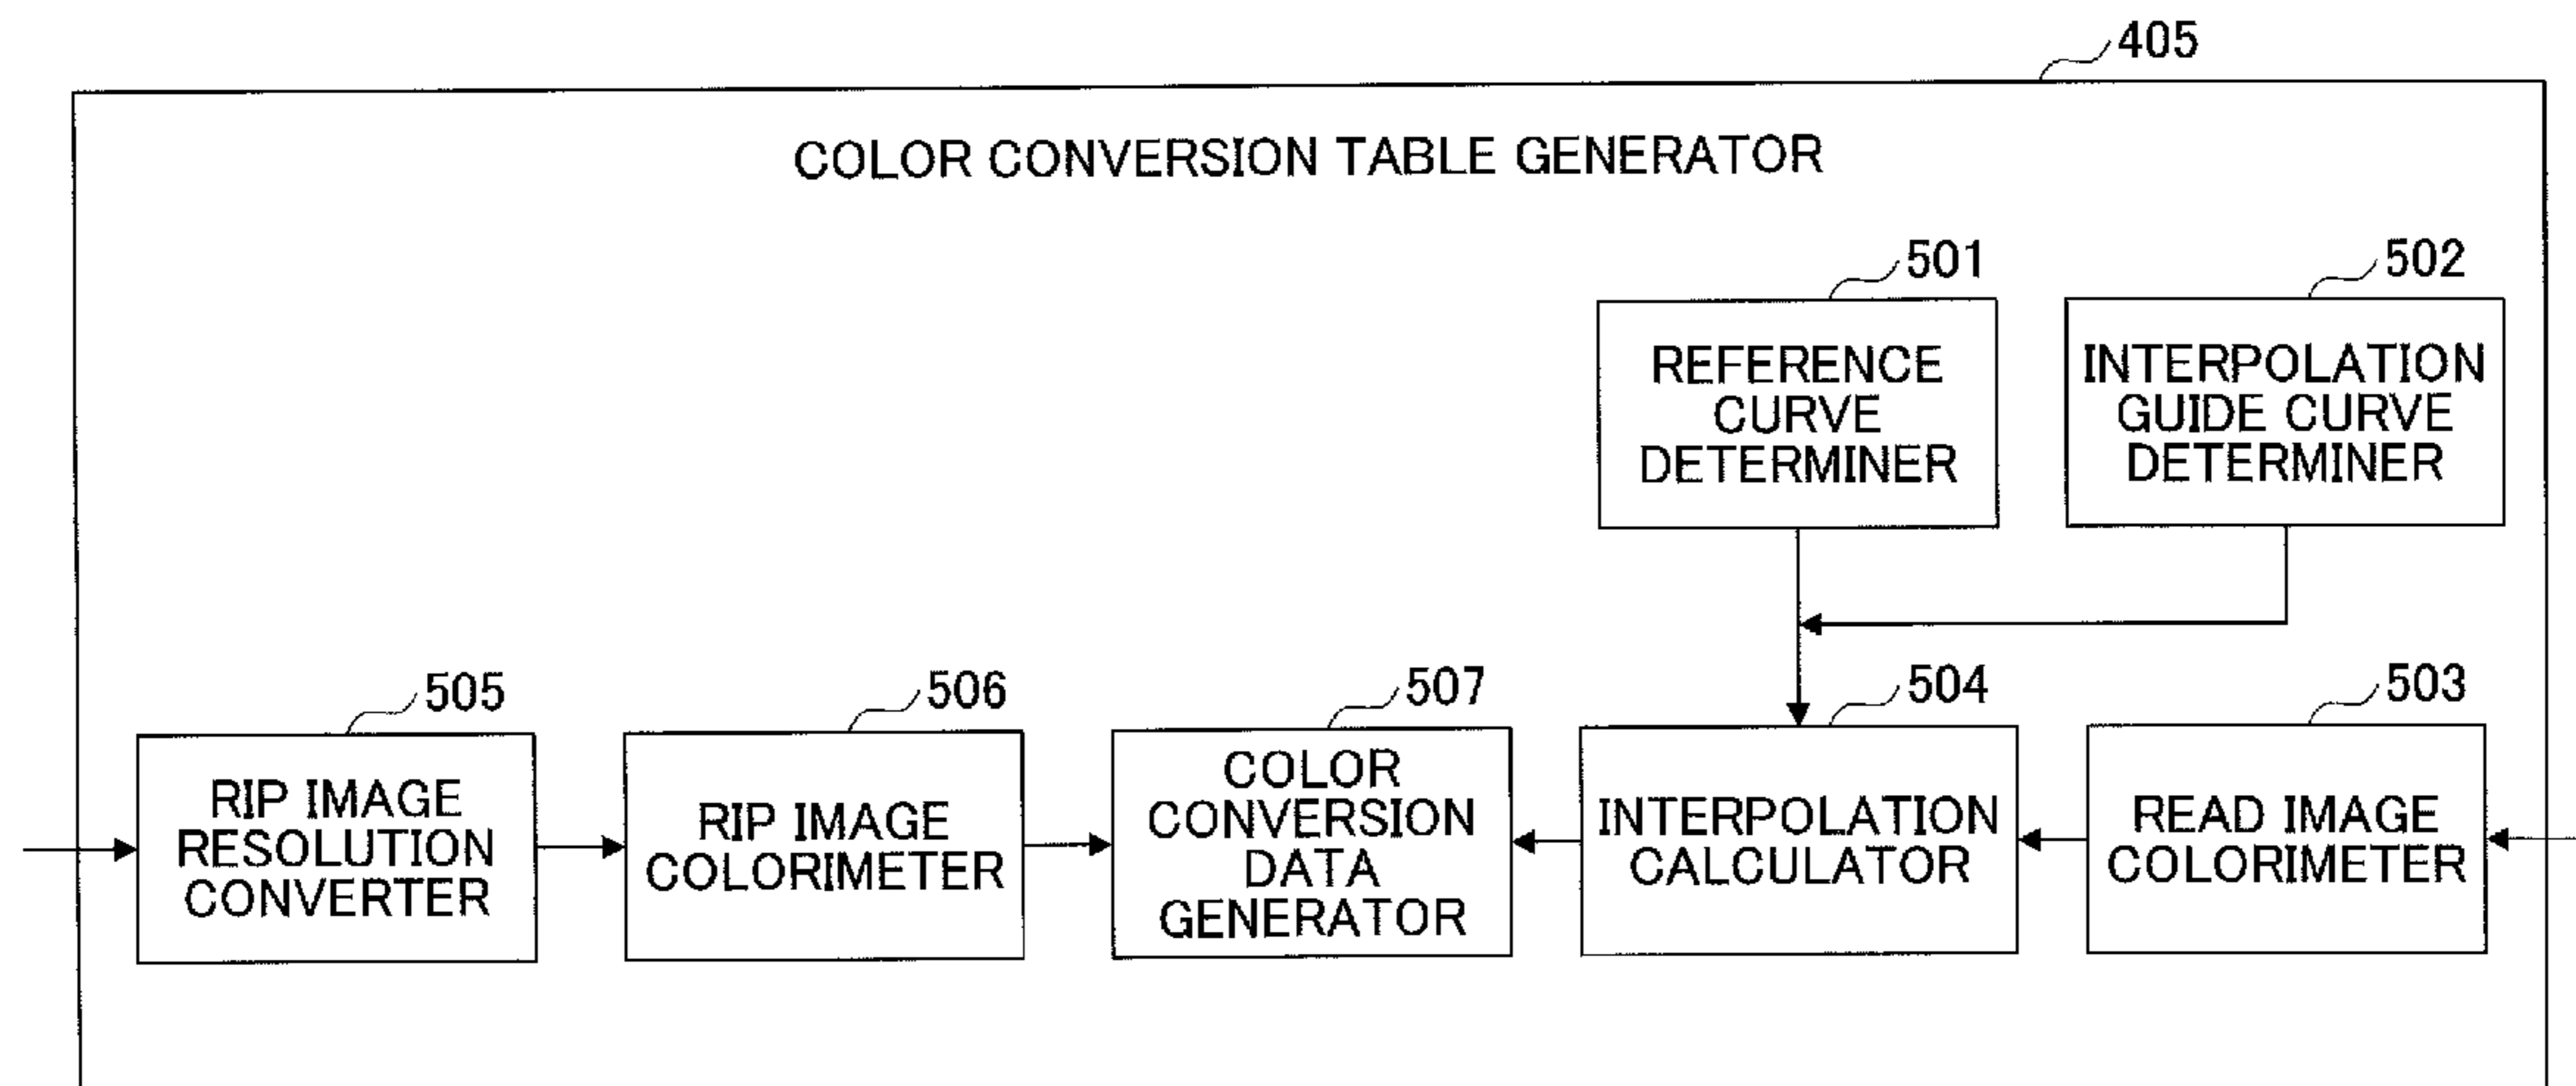 405
COLOR CONVERSION TABLE GENERATOR
501
REFERENCE
CURVE
DETERMINER
502
INTERPOLATION
GUIDE CURVE
DETERMINER
505
RIP IMAGE
RESOLUTION
CONVERTER
506
RIP IMAGE
COLORIMETER
507
COLOR
CONVERSION
DATA
GENERATOR
504
INTERPOLATION
CALCULATOR
503
READ IMAGE
COLORIMETER